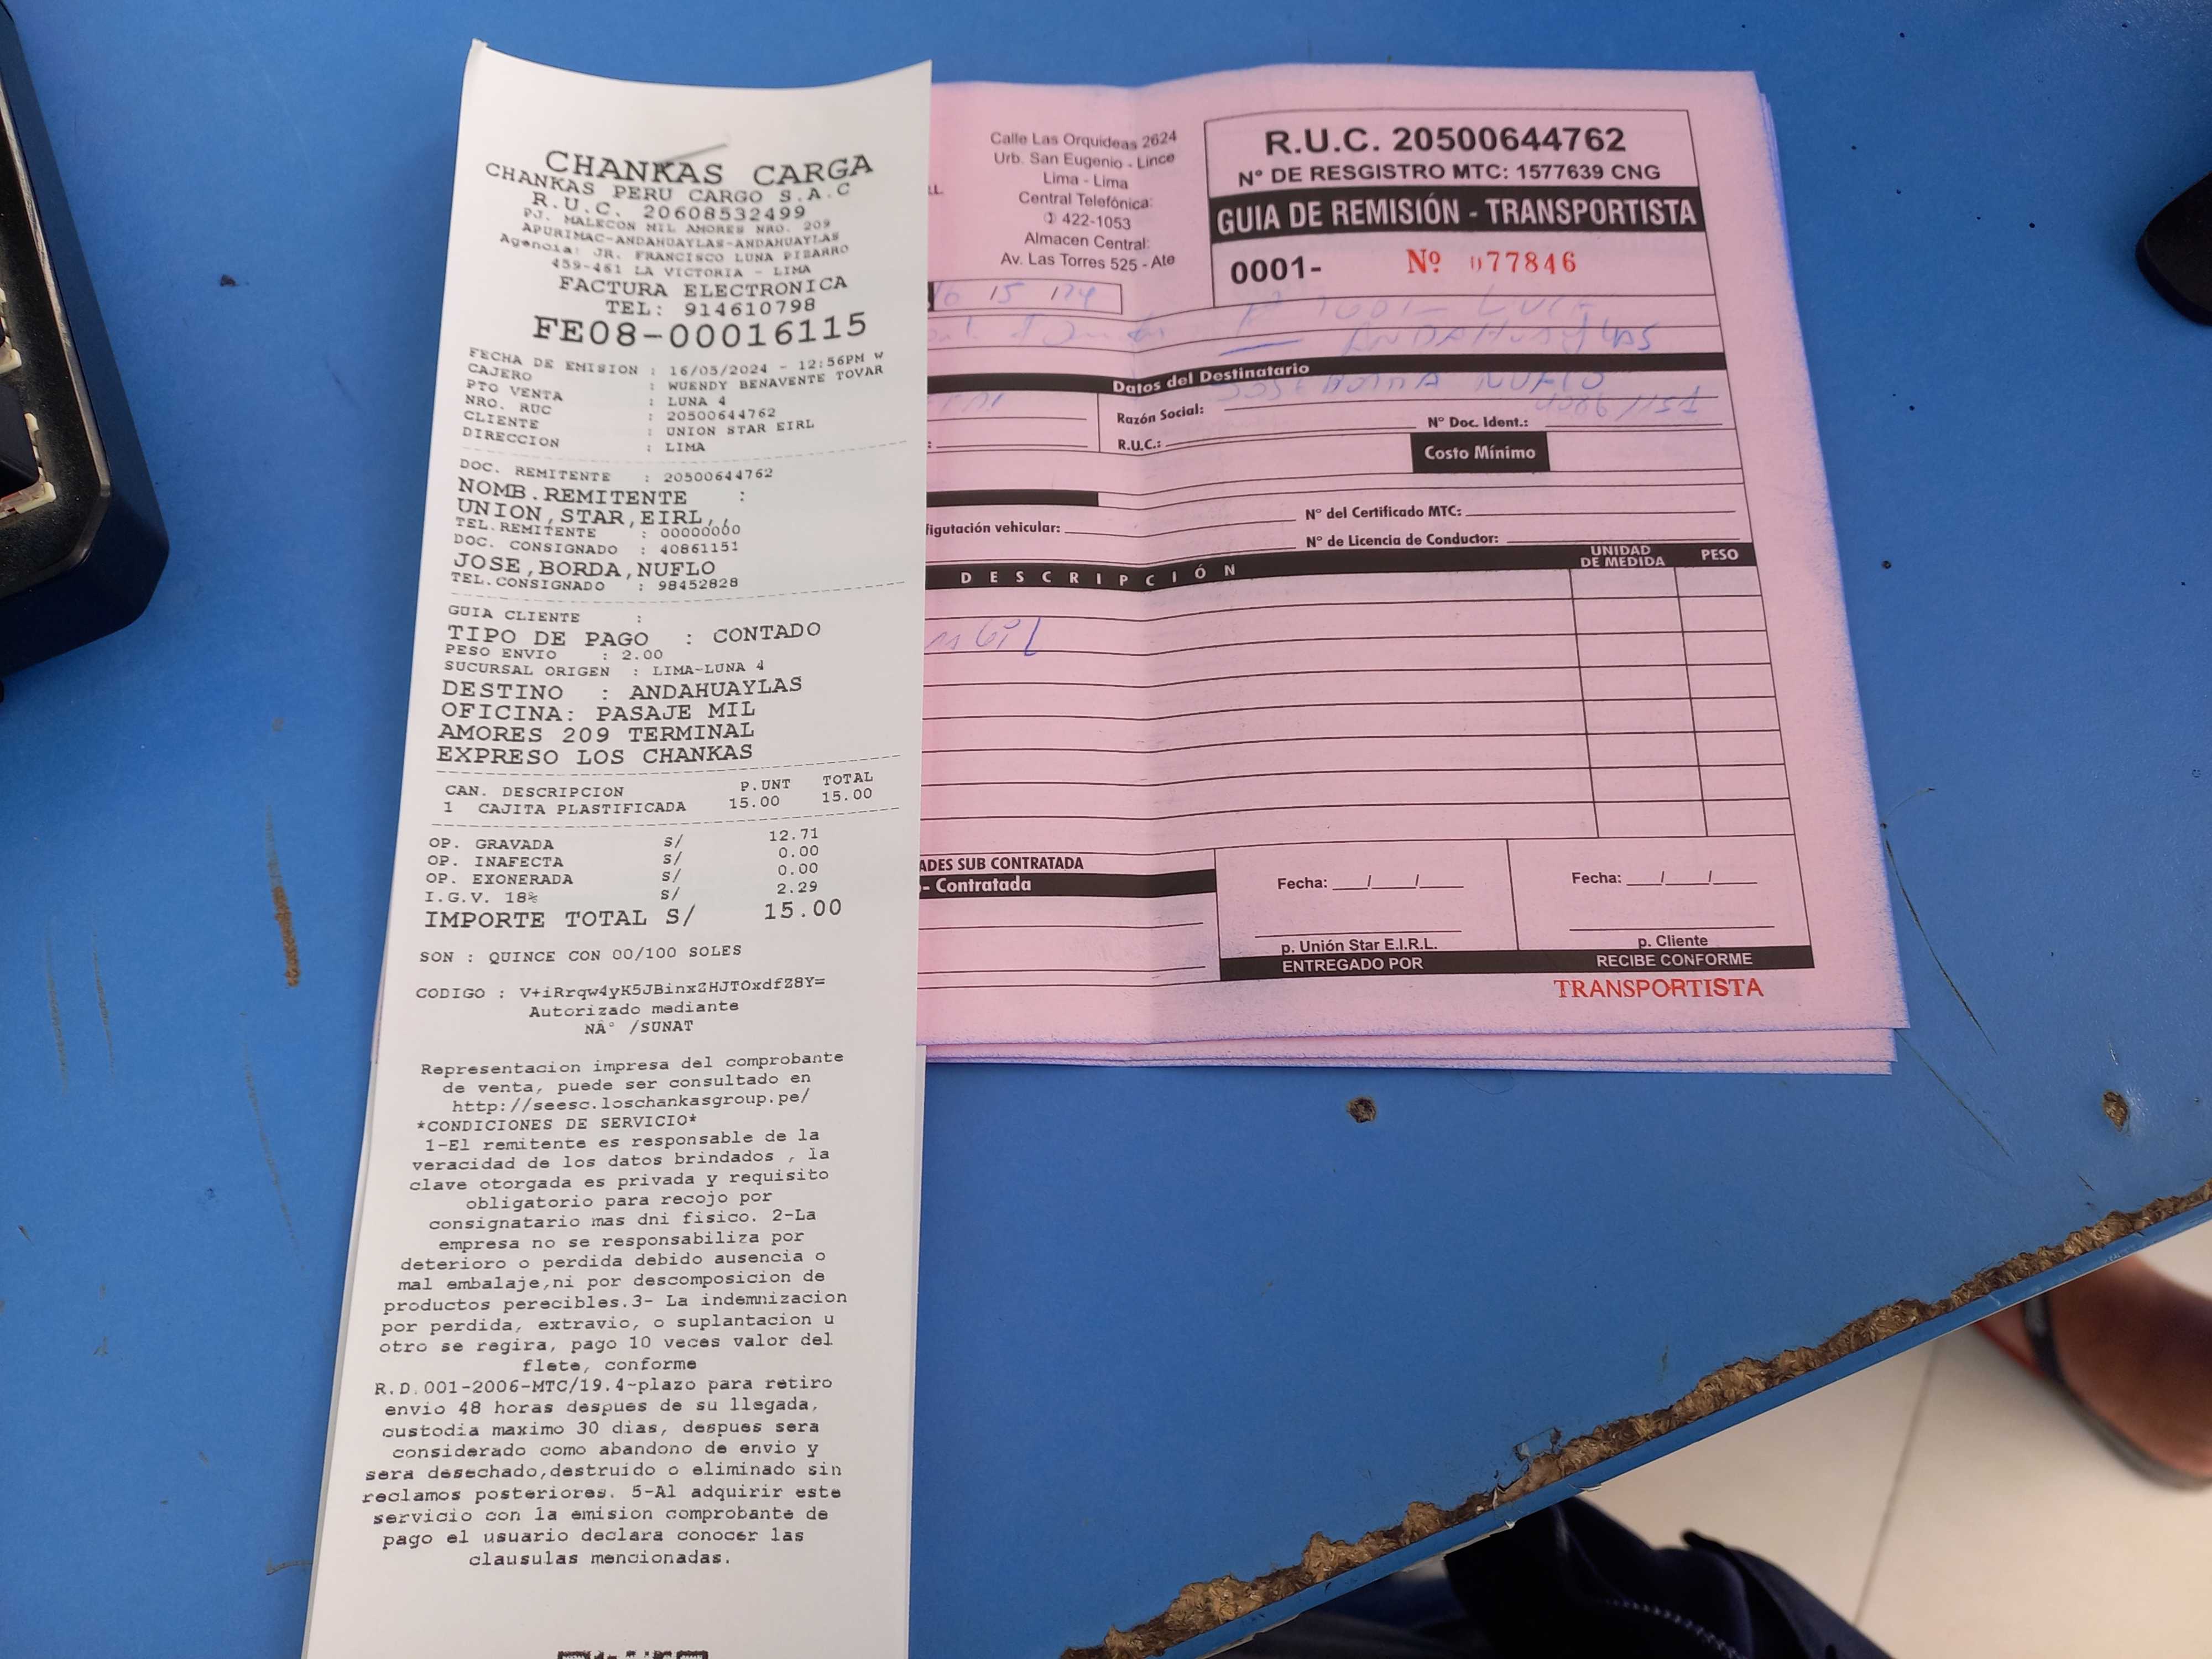 CHANKAS CARGA
CHANKAS PERU CARGO S.A.C
R.U.C. 20608532499
PJ. MALECON MIL AMORES NRO. 209
APURIMAC-ANDAHUAYLAS-ANDAHUAYLAS
Agencia: JR. FRANCISCO LUNA PIZARRO
459-461 LA VICTORIA - LIMA
FACTURA ELECTRONICA
TEL: 914610798
FE08-00016115
FECHA DE EMISION : 16/05/2024 - 12:56PM W
CAJERO : WUENDY BENAVENTE TOVAR
PTO VENTA : LUNA 4
NRO. RUC : 20500644762
CLIENTE : UNION STAR EIRL
DIRECCION : LIMA
DOC. REMITENTE : 20500644762
NOMB.REMITENTE :
UNION,STAR,EIRL,,
TEL.REMITENTE : 00000000
DOC. CONSIGNADO : 40861151
JOSE,BORDA,NUFLO
TEL.CONSIGNADO : 98452828
GUIA CLIENTE :
TIPO DE PAGO : CONTADO
PESO ENVIO : 2.00
SUCURSAL ORIGEN : LIMA-LUNA 4
DESTINO : ANDAHUAYLAS
OFICINA: PASAJE MIL
AMORES 209 TERMINAL
EXPRESO LOS CHANKAS
CAN. DESCRIPCION P.UNT TOTAL
1 CAJITA PLASTIFICADA 15.00 15.00
OP. GRAVADA S/ 12.71
OP. INAFECTA S/ 0.00
OP. EXONERADA S/ 0.00
I.G.V. 18% S/ 2.29
IMPORTE TOTAL S/ 15.00
SON : QUINCE CON 00/100 SOLES
CODIGO : V+iRrqw4yK5JBinxZHJTOxdfZ8Y=
Autorizado mediante
NÂ° /SUNAT
Representacion impresa del comprobante
de venta, puede ser consultado en
http://seesc.loschankasgroup.pe/
*CONDICIONES DE SERVICIO*
1-El remitente es responsable de la
veracidad de los datos brindados , la
clave otorgada es privada y requisito
obligatorio para recojo por
consignatario mas dni fisico. 2-La
empresa no se responsabiliza por
deterioro o perdida debido ausencia o
mal embalaje,ni por descomposicion de
productos perecibles.3- La indemnizacion
por perdida, extravio, o suplantacion u
otro se regira, pago 10 veces valor del
flete, conforme
R.D.001-2006-MTC/19.4-plazo para retiro
envio 48 horas despues de su llegada,
custodia maximo 30 dias, despues sera
considerado como abandono de envio y
sera desechado,destruido o eliminado sin
reclamos posteriores. 5-Al adquirir este
servicio con la emision comprobante de
pago el usuario declara conocer las
clausulas mencionadas.
Calle Las Orquideas 2624
Urb. San Eugenio - Lince
Lima - Lima
Central Telefónica:
422-1053
Almacen Central:
Av. Las Torres 525 - Ate
R.U.C. 20500644762
N° DE RESGISTRO MTC: 1577639 CNG
GUIA DE REMISIÓN - TRANSPORTISTA
0001- Nº 077846
ANDAHUAYLAS
Datos del Destinatario
Razón Social: JOSE BORDA NUFLO
R.U.C.: N° Doc. Ident.: 40861151
Costo Mínimo
figutación vehicular: N° del Certificado MTC:
N° de Licencia de Conductor:
DESCRIPCIÓN UNIDAD DE MEDIDA PESO
ADES SUB CONTRATADA
- Contratada
Fecha: __/__/__ Fecha: __/__/__
p. Unión Star E.I.R.L. p. Cliente
ENTREGADO POR RECIBE CONFORME
TRANSPORTISTA